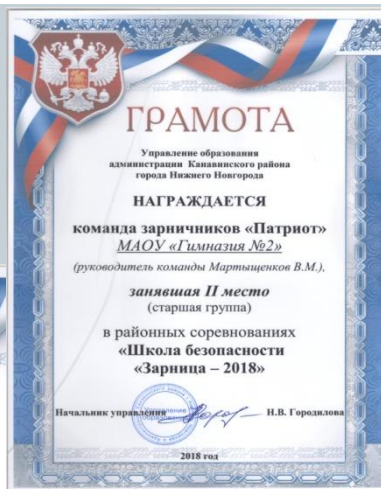 ГРАМОТА
Управление образования
администрации Канавинского района
города Нижнего Новгорода
НАГРАЖДАЕТСЯ
команда зарничников «Патриот»
МАОУ «Гимназия №2»
(руководитель команды Мартыщенков В.М.),
занявшая II место
(старшая группа)
в районных соревнованиях
«Школа безопасности
«Зарница – 2018»
Начальник управления Н.В. Городилова
2018 год